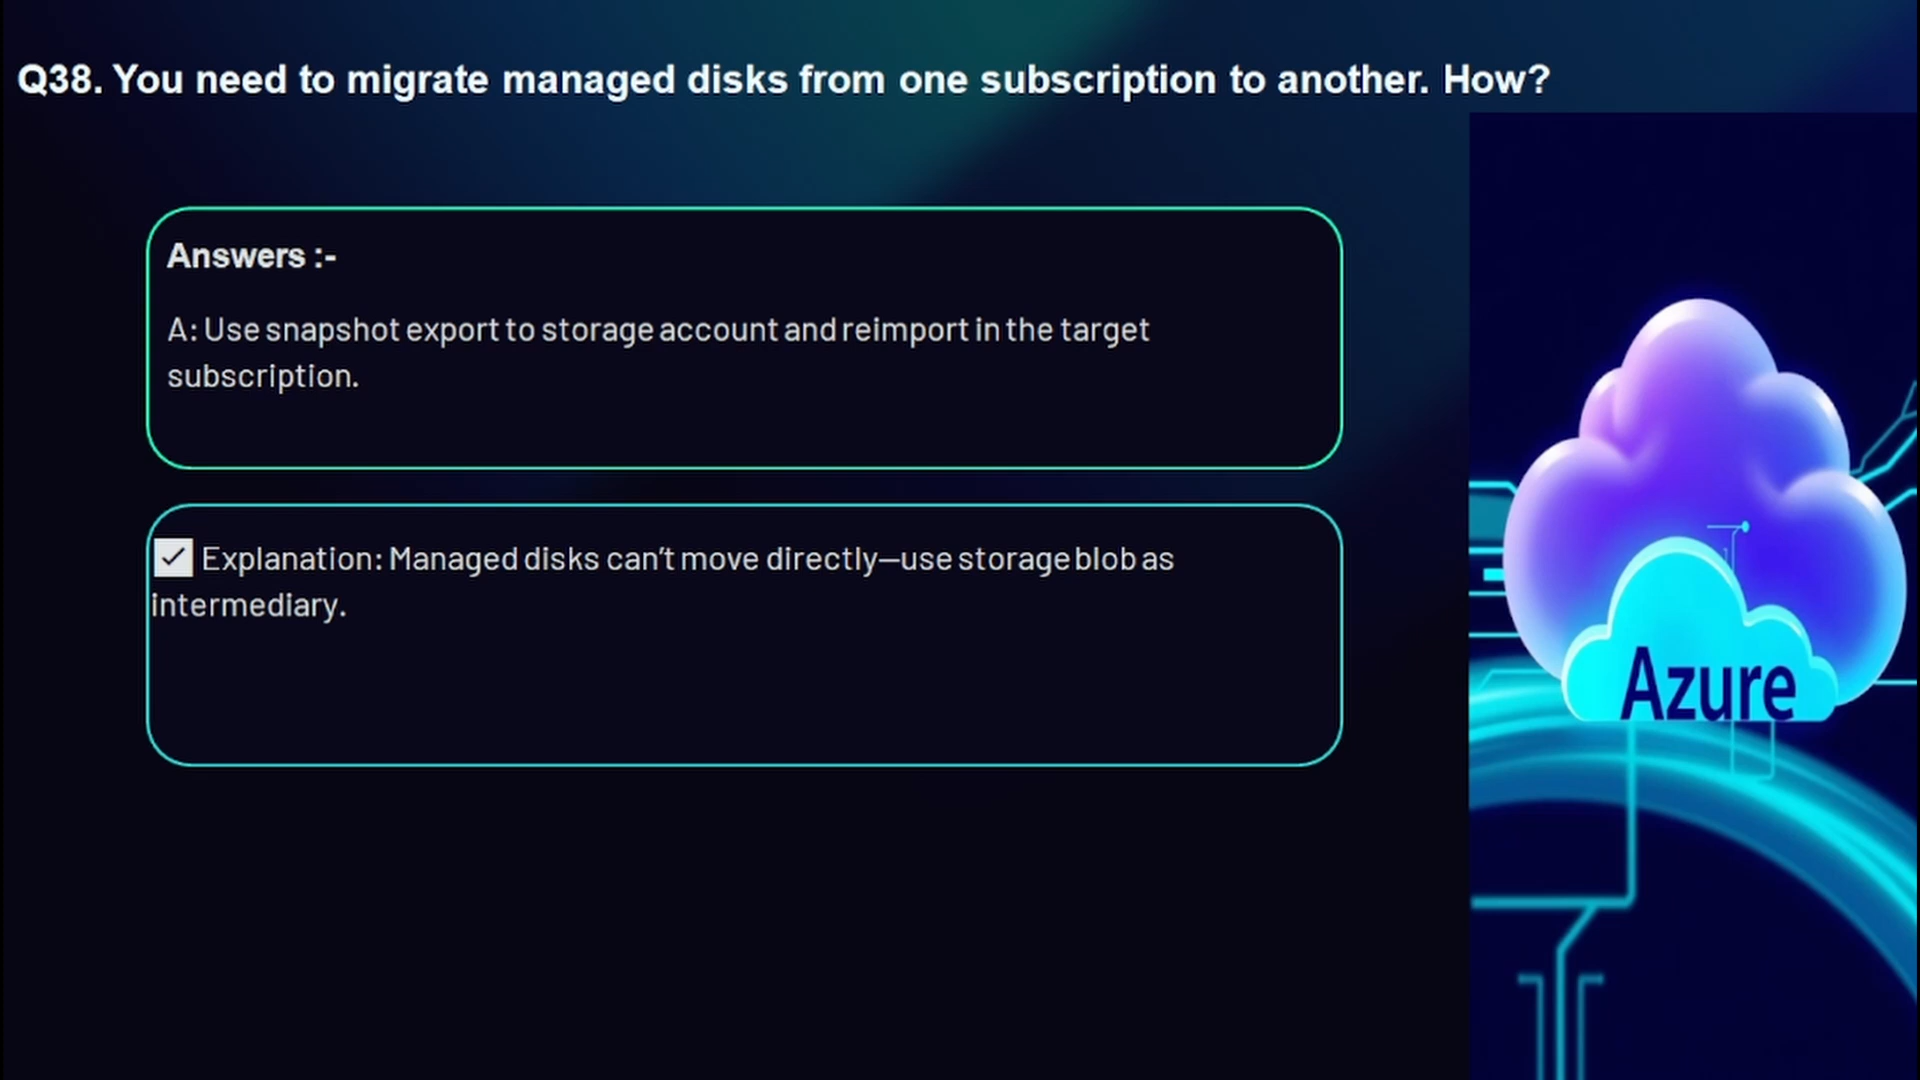 Q38. You need to migrate managed disks from one subscription to another. How?
Answers :-
A: Use snapshot export to storage account and reimport in the target
subscription.
✓ Explanation: Managed disks can’t move directly—use storage blob as
intermediary.
Azure